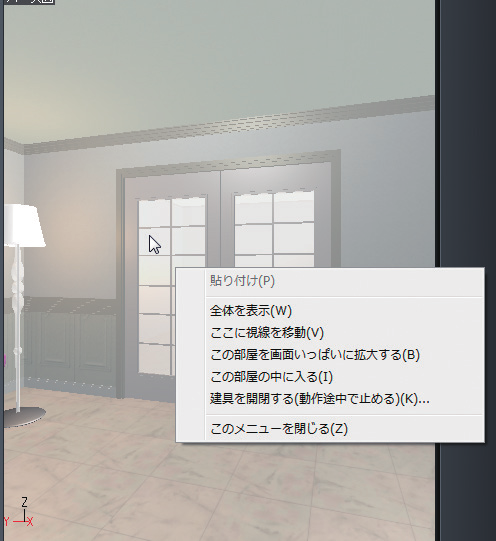 貼り付け(P)
全体を表示(W)
ここに視線を移動(V)
この部屋を画面いっぱいに拡大する(B)
この部屋の中に入る(I)
建具を開閉する(動作途中で止める)(K)...
このメニューを閉じる(Z)
Z
Y X